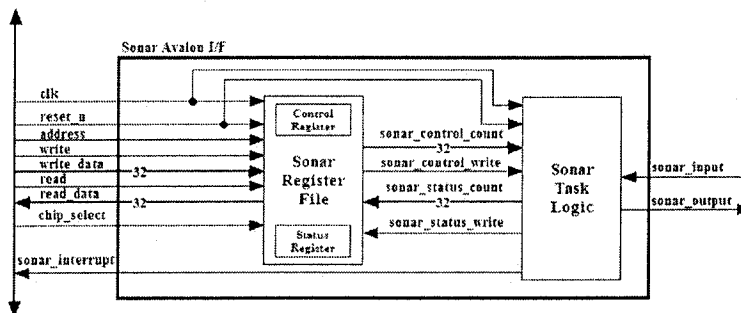 Sonar Avalon I/F
clk
reset_n
address
write
write_data
32
read
read_data
32
chip_select
sonar_interrupt
Control
Register
Sonar
Register
File
Status
Register
sonar_control_count
32
sonar_control_write
sonar_status_count
32
sonar_status_write
Sonar
Task
Logic
sonar_input
sonar_output